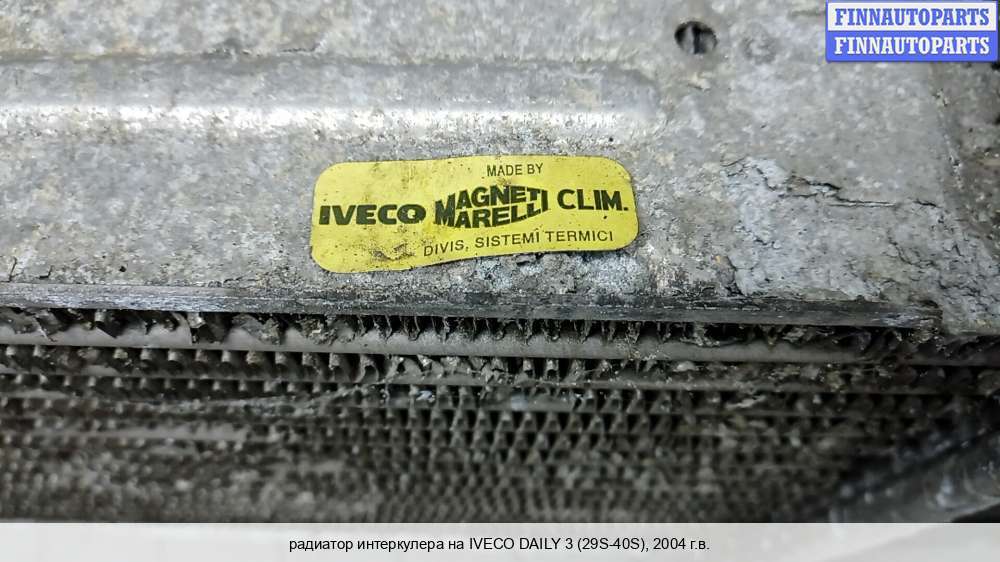 FINNAUTOPARTS
FINNAUTOPARTS
MADE BY
IVECO MAGNETI MARELLI CLIM.
DIVIS, SISTEMI TERMICI
радиатор интеркулера на IVECO DAILY 3 (29S-40S), 2004 г.в.